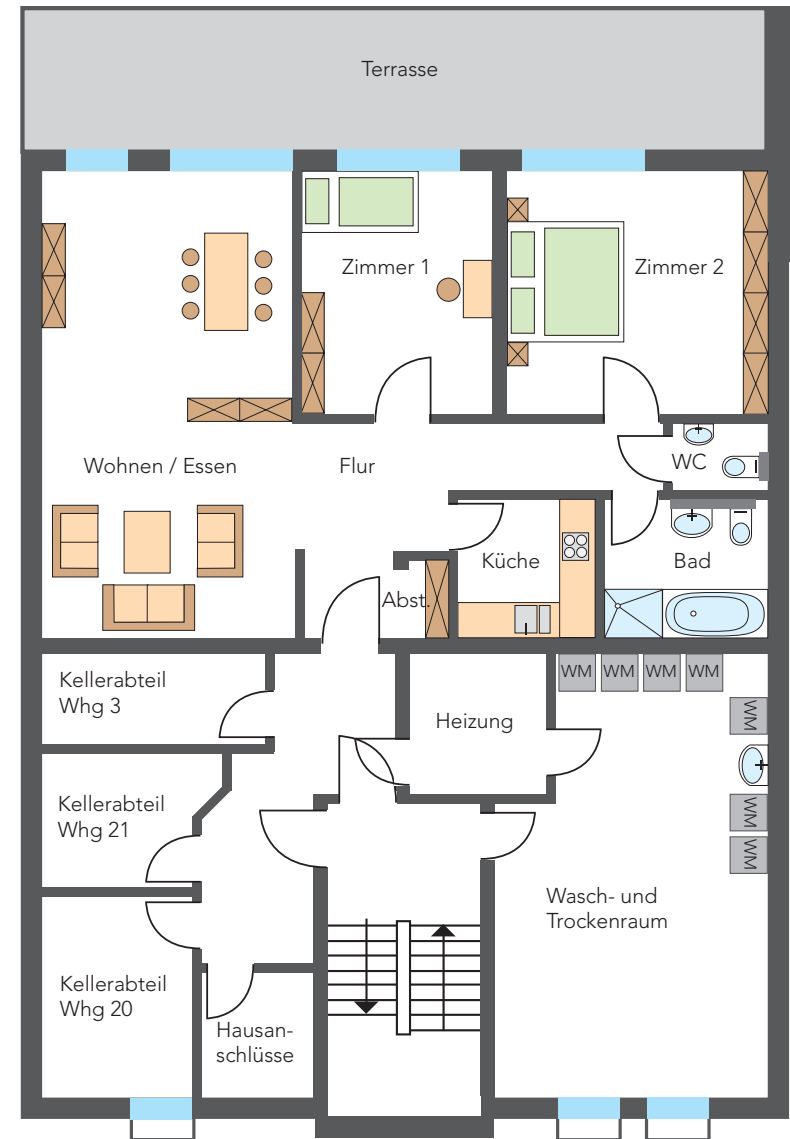 Terrasse
Zimmer 1
Zimmer 2
Wohnen / Essen
Flur
WC
Küche
Bad
Abst.
Kellerabteil
Whg 3
Heizung
WM WM WM WM
WM
Kellerabteil
Whg 21
WM
WM
Wasch- und
Trockenraum
Kellerabteil
Whg 20
Hausan-
schlüsse